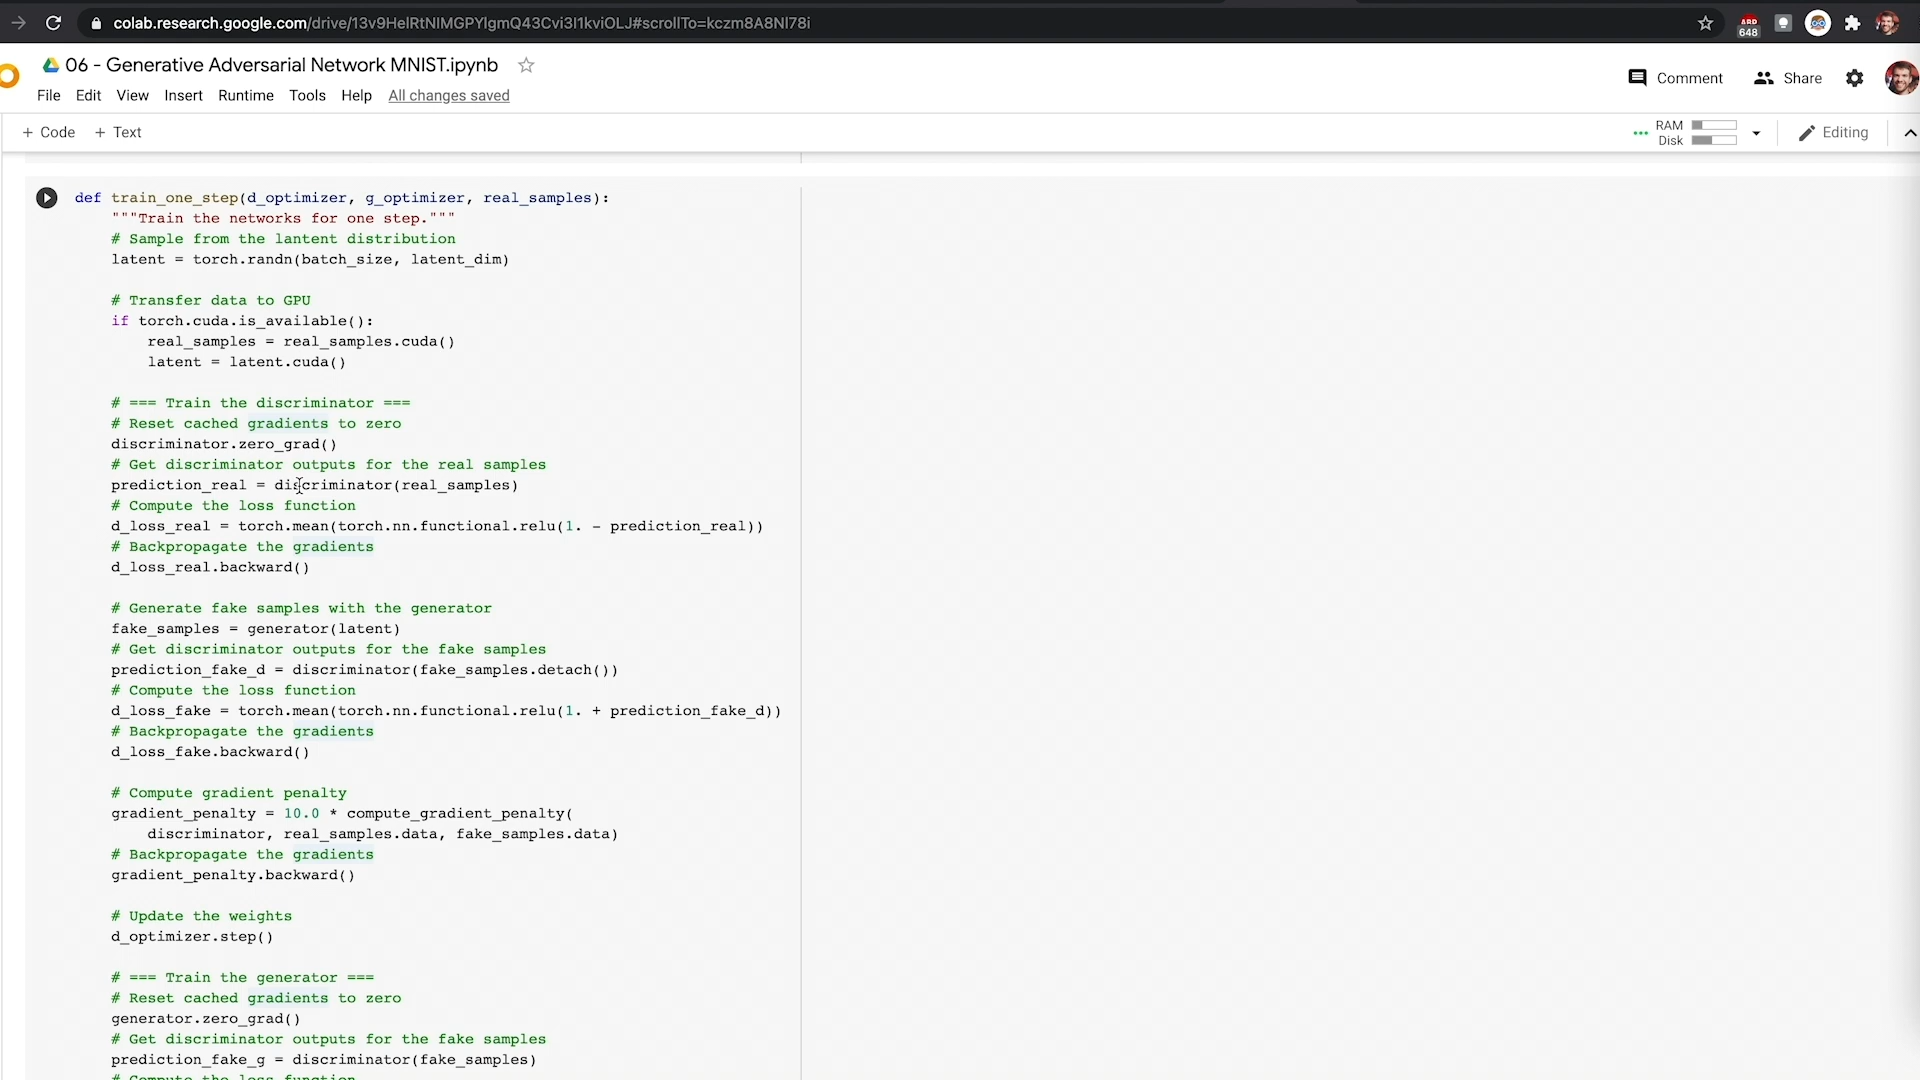 colab.research.google.com/drive/13v9HelRtNIMGPYlgmQ43Cvi3l1kviOLJ#scrollTo=kczm8A8Nl78i
ABP
648
06 - Generative Adversarial Network MNIST.ipynb
Comment
Share
File Edit View Insert Runtime Tools Help All changes saved
+ Code + Text
RAM
Disk
Editing
def train_one_step(d_optimizer, g_optimizer, real_samples):
"""Train the networks for one step."""
# Sample from the lantent distribution
latent = torch.randn(batch_size, latent_dim)
# Transfer data to GPU
if torch.cuda.is_available():
real_samples = real_samples.cuda()
latent = latent.cuda()
# === Train the discriminator ===
# Reset cached gradients to zero
discriminator.zero_grad()
# Get discriminator outputs for the real samples
prediction_real = discriminator(real_samples)
# Compute the loss function
d_loss_real = torch.mean(torch.nn.functional.relu(1. - prediction_real))
# Backpropagate the gradients
d_loss_real.backward()
# Generate fake samples with the generator
fake_samples = generator(latent)
# Get discriminator outputs for the fake samples
prediction_fake_d = discriminator(fake_samples.detach())
# Compute the loss function
d_loss_fake = torch.mean(torch.nn.functional.relu(1. + prediction_fake_d))
# Backpropagate the gradients
d_loss_fake.backward()
# Compute gradient penalty
gradient_penalty = 10.0 * compute_gradient_penalty(
discriminator, real_samples.data, fake_samples.data)
# Backpropagate the gradients
gradient_penalty.backward()
# Update the weights
d_optimizer.step()
# === Train the generator ===
# Reset cached gradients to zero
generator.zero_grad()
# Get discriminator outputs for the fake samples
prediction_fake_g = discriminator(fake_samples)
# Compute the loss function